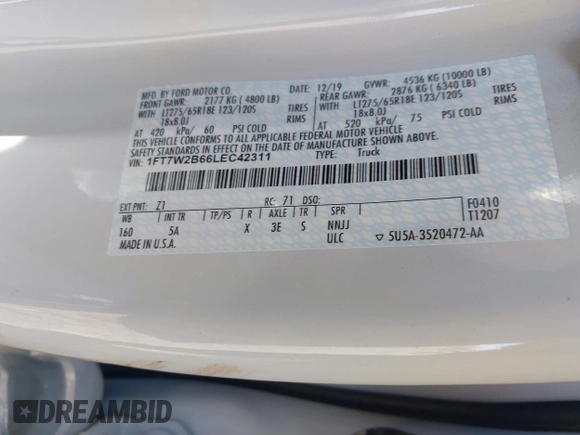 MFD. BY FORD MOTOR CO.
DATE: 12/19 GVWR: 4536 KG (10000 LB)
FRONT GAWR: 2177 KG ( 4800 LB)
REAR GAWR: 2876 KG ( 6340 LB)
LT275/65R18E 123/120S TIRES
LT275/65R18E 123/120S TIRES
18x8.0J RIMS
18x8.0J RIMS
AT 420 kPa/ 60 PSI COLD
AT 520 kPa/ 75 PSI COLD
THIS VEHICLE CONFORMS TO ALL APPLICABLE FEDERAL MOTOR VEHICLE
SAFETY STANDARDS IN EFFECT ON THE DATE OF MANUFACTURE SHOWN ABOVE.
VIN: 1FT7W2B66LEC42311 TYPE: Truck
EXT PNT: Z1 RC: 71 DSO: F0410
WB INT TR TP/PS R AXLE TR SPR T1207
160 5A X 3E S NNJJ
MADE IN U.S.A. ULC ▽ 5U5A-3520472-AA
DREAMBID